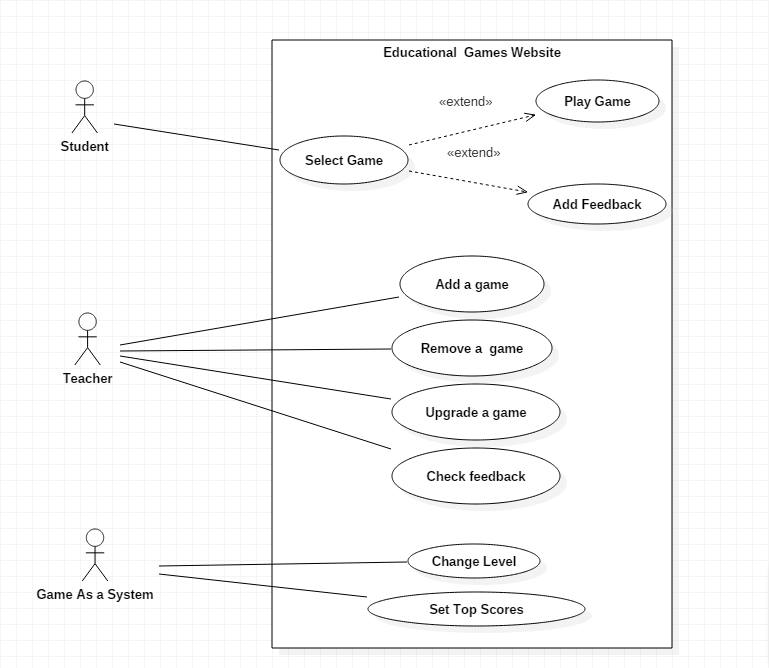 Educational  Games Website
«extend»
Play Game
Student
Select Game
«extend»
Add Feedback
Add a game
Remove a  game
Teacher
Upgrade a game
Check feedback
Change Level
Game As a System
Set Top Scores